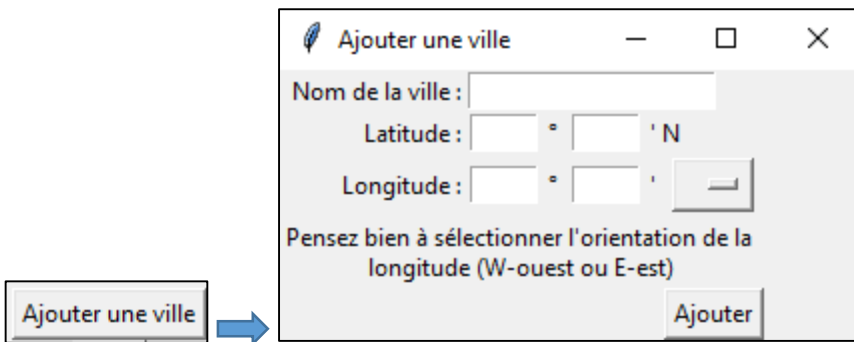 Ajouter une ville
Nom de la ville :
Latitude : ° ' N
Longitude : ° '
Pensez bien à sélectionner l'orientation de la
longitude (W-ouest ou E-est)
Ajouter
Ajouter une ville